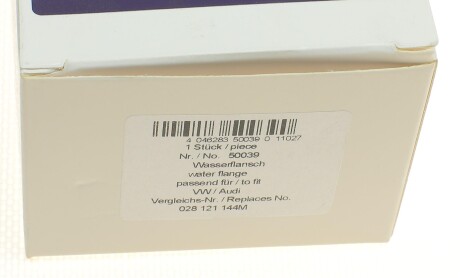 4 046263 50039 0 11027
1 Stück / piece
Nr. / No. 50039
Wasserflansch
water flange
passend für / to fit
VW / Audi
Vergleichs-Nr. / Replaces No.
028 121 144M